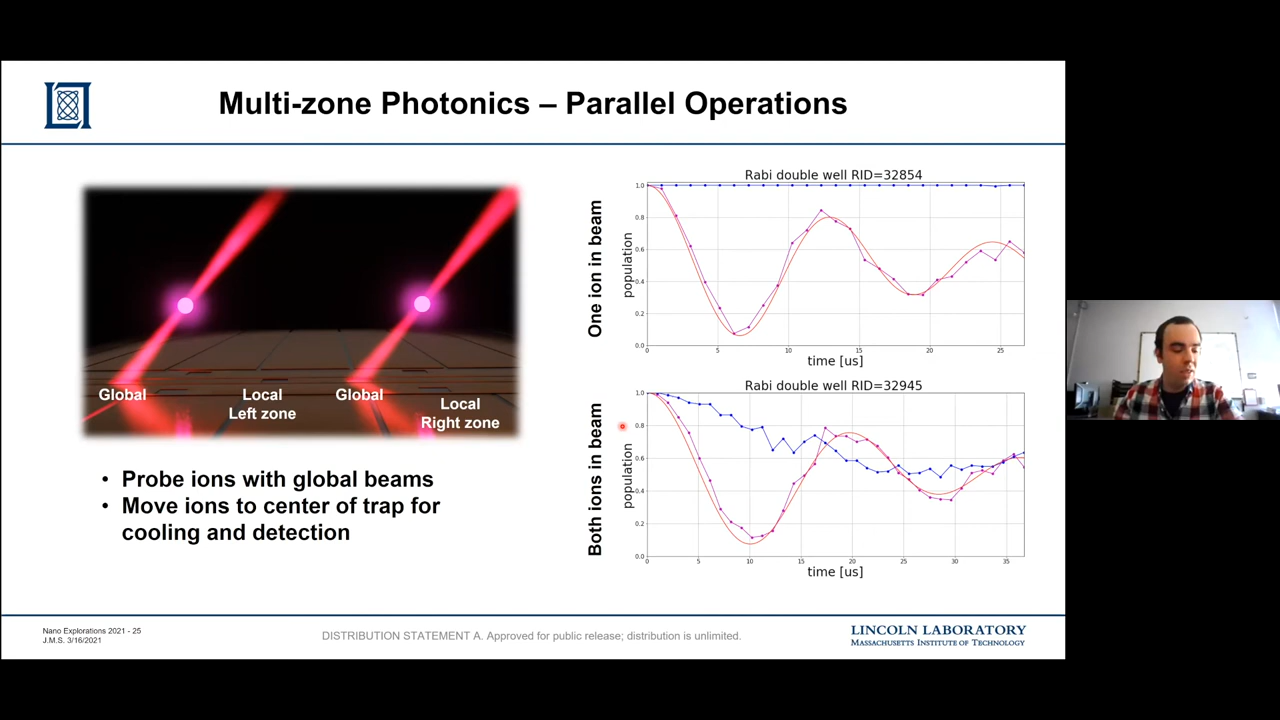 Multi-zone Photonics – Parallel Operations
Global
Local
Left zone
Global
Local
Right zone
• Probe ions with global beams
• Move ions to center of trap for
cooling and detection
One ion in beam
Rabi double well RID=32854
population
1.0
0.8
0.6
0.4
0.2
0.0
0 5 10 15 20 25
time [us]
Both ions in beam
Rabi double well RID=32945
population
1.0
0.8
0.6
0.4
0.2
0.0
0 5 10 15 20 25 30 35
time [us]
Nano Explorations 2021 - 25
J.M.S. 3/16/2021
DISTRIBUTION STATEMENT A. Approved for public release; distribution is unlimited.
LINCOLN LABORATORY
MASSACHUSETTS INSTITUTE OF TECHNOLOGY